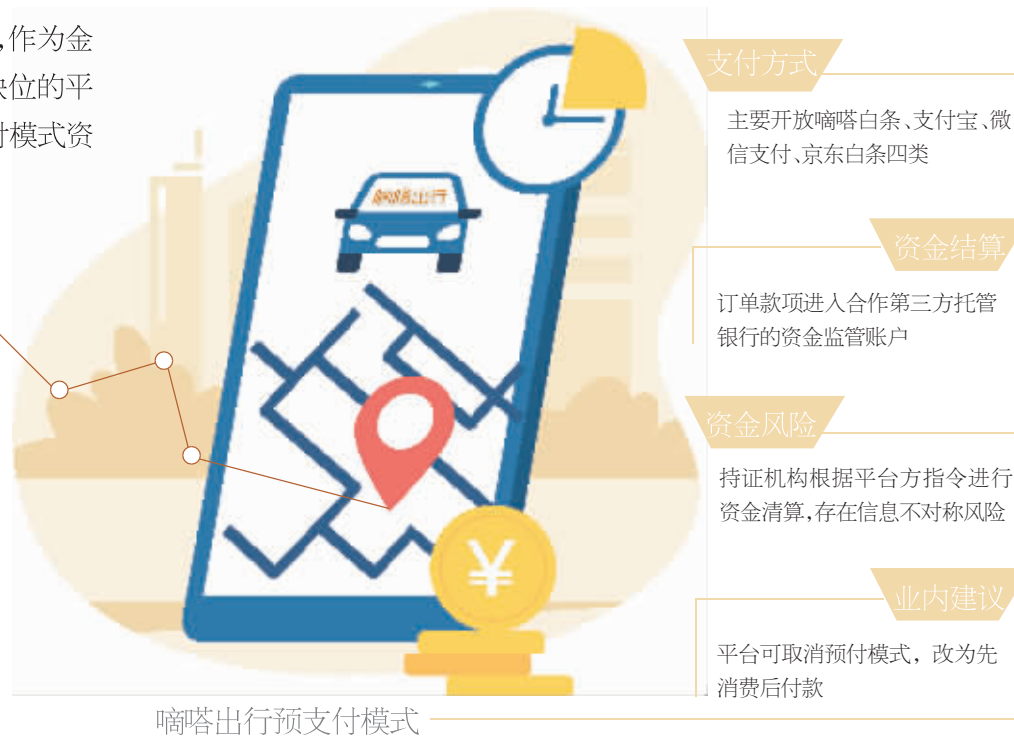 ,作为金
位的平
付模式资
嘀嗒出行
支付方式
主要开放嘀嗒白条、支付宝、微
信支付、京东白条四类
资金结算
订单款项进入合作第三方托管
银行的资金监管账户
资金风险
持证机构根据平台方指令进行
资金清算,存在信息不对称风险
业内建议
平台可取消预付模式，改为先
消费后付款
嘀嗒出行预支付模式